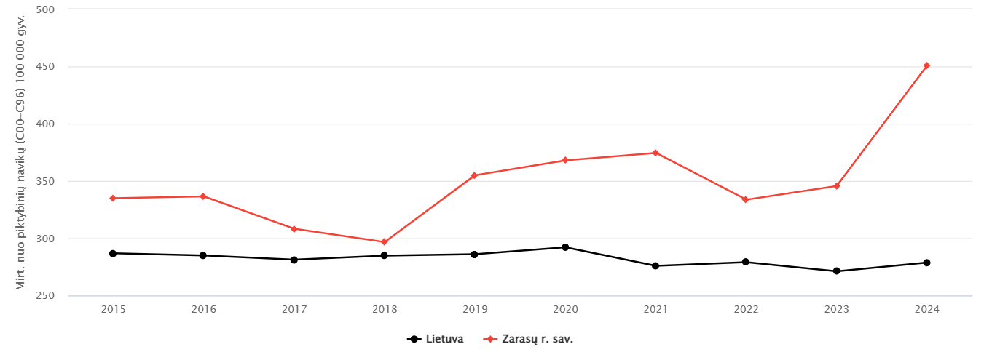 Mirt. nuo piktybinių navikų (C00–C96) 100 000 gyv.
500
450
400
350
300
250
2015 2016 2017 2018 2019 2020 2021 2022 2023 2024
Lietuva Zarasų r. sav.